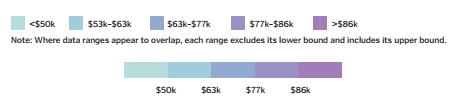 <$50k $53k–$63k $63k–$77k $77k–$86k >$86k
Note: Where data ranges appear to overlap, each range excludes its lower bound and includes its upper bound.
$50k $63k $77k $86k